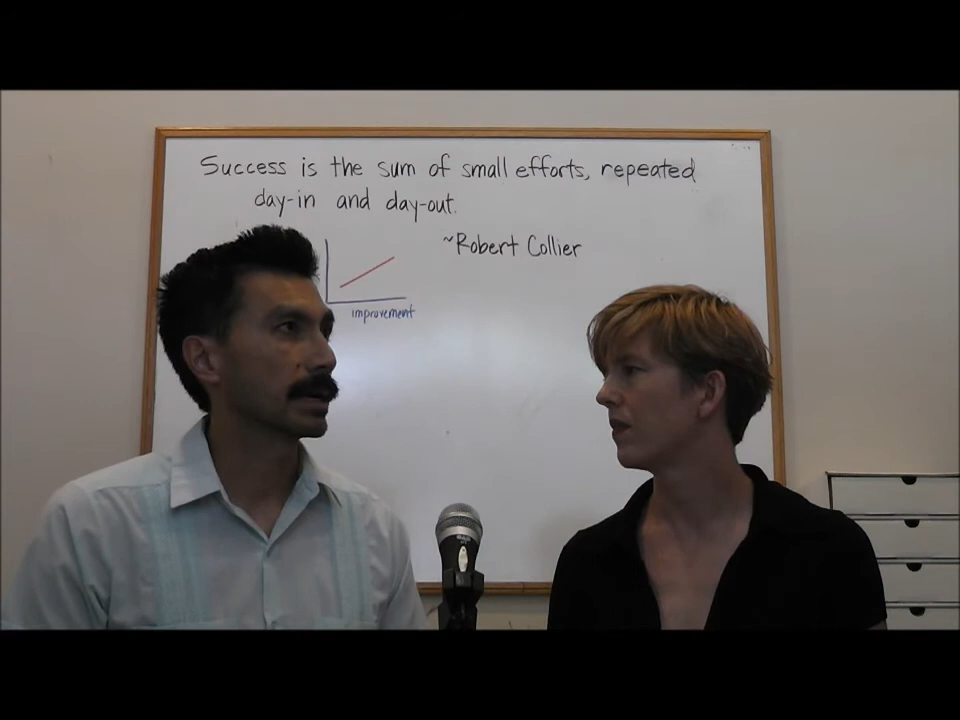 Success is the sum of small efforts, repeated
day-in and day-out.
~Robert Collier
improvement